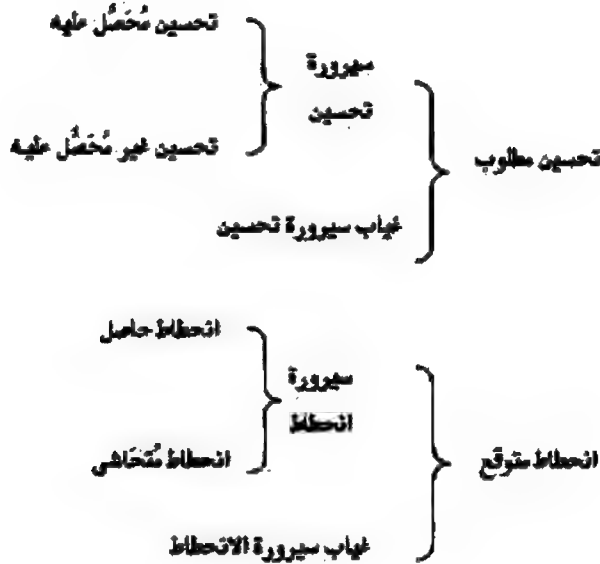 تحسين مُحَصَّل عليه
سيرورة
تحسين
تحسين غير مُحَصَّل عليه
تحسين مطلوب
غياب سيرورة تحسين
انحطاط حاصل
سيرورة
انحطاط
انحطاط مُتَحَاشى
انحطاط متوقع
غياب سيرورة الانحطاط